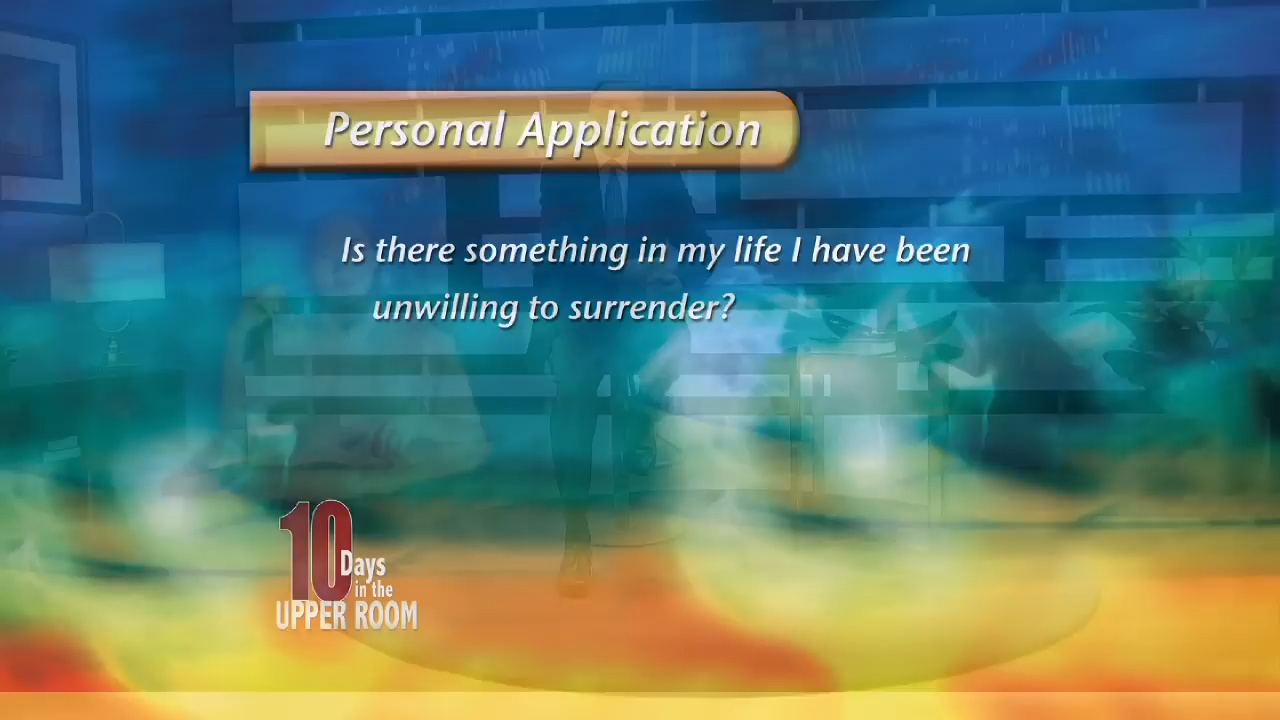 Personal Application
Is there something in my life I have been
unwilling to surrender?
10
Days
in the
UPPER ROOM